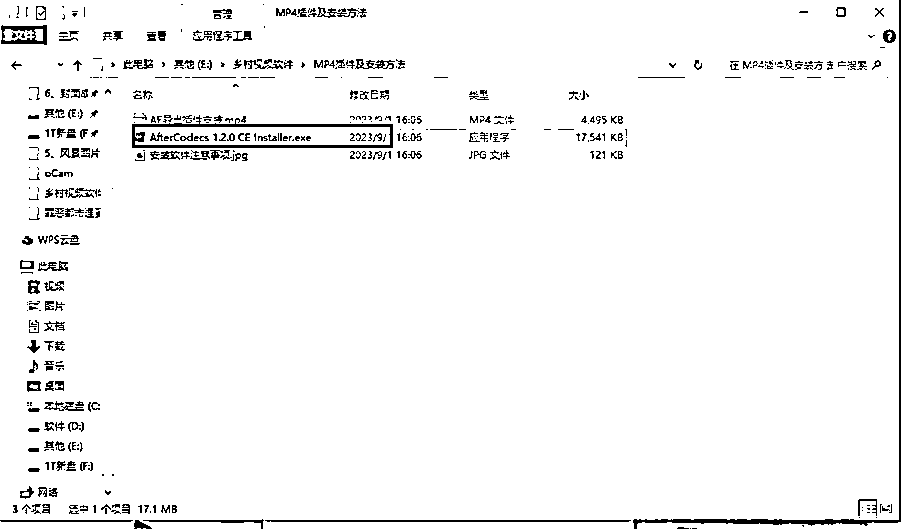 管理 MP4插件及安装方法
文件 主页 共享 查看 应用程序工具
此电脑 › 其他 (E:) › 乡村视频软件 › MP4插件及安装方法 在 MP4插件及安装方法 中搜索
名称 修改日期 类型 大小
AE导出插件安装.mp4 2023/9/1 16:06 MP4 文件 4,495 KB
AfterCodecs 1.2.0 CE Installer.exe 2023/9/1 16:06 应用程序 17,541 KB
安装软件注意事项.jpg 2023/9/1 16:06 JPG 文件 121 KB
其他 (E:)
1T新盘 (F
5、风景图片
oCam
乡村视频软件
WPS云盘
此电脑
视频
图片
文档
下载
音乐
桌面
本地磁盘 (C:
软件 (D:)
其他 (E:)
1T新盘 (F:)
网络
3 个项目 选中 1 个项目 17.1 MB